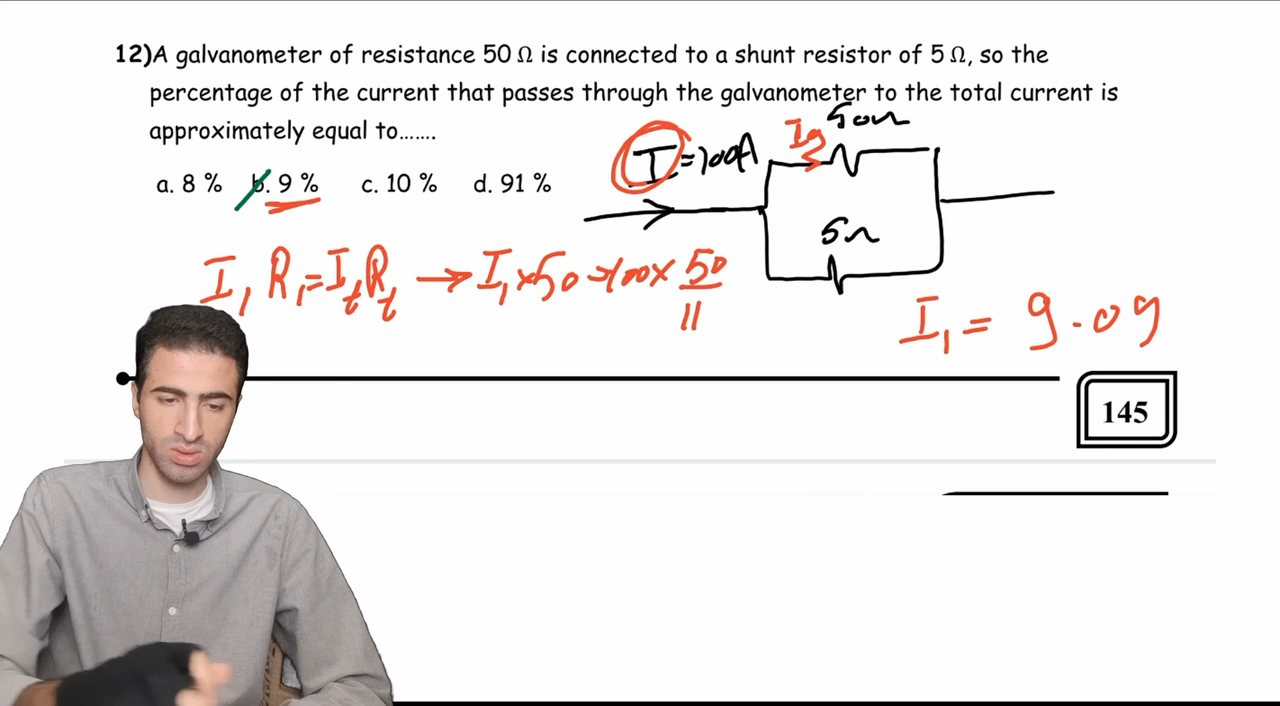 12)A galvanometer of resistance 50 Ω is connected to a shunt resistor of 5 Ω, so the
percentage of the current that passes through the galvanometer to the total current is
approximately equal to…….
a. 8 % b. 9 % c. 10 % d. 91 %
I = 100A Ig 50Ω
5Ω
I₁ R₁ = It Rt → I₁ × 50 = 100 × 50/11
I₁ = 9.09
145